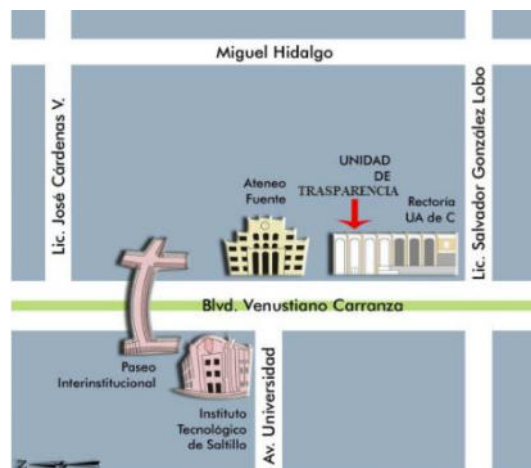 Miguel Hidalgo
Lic. José Cárdenas V.
Lic. Salvador González Lobo
UNIDAD
DE
TRASPARENCIA
Ateneo
Fuente
Rectoría
UA de C
Blvd. Venustiano Carranza
Paseo
Interinstitucional
Instituto
Tecnológico
de Saltillo
Av. Universidad
N